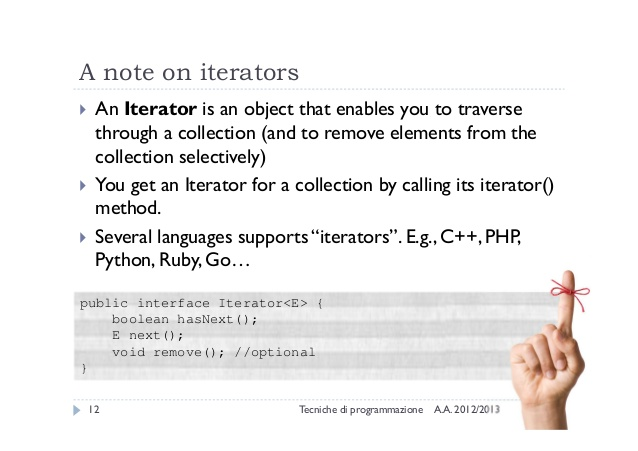 A note on iterators
An Iterator is an object that enables you to traverse
through a collection (and to remove elements from the
collection selectively)
You get an Iterator for a collection by calling its iterator()
method.
Several languages supports “iterators”. E.g., C++, PHP,
Python, Ruby, Go…
public interface Iterator<E> {
    boolean hasNext();
    E next();
    void remove(); //optional
}
12 Tecniche di programmazione A.A. 2012/2013